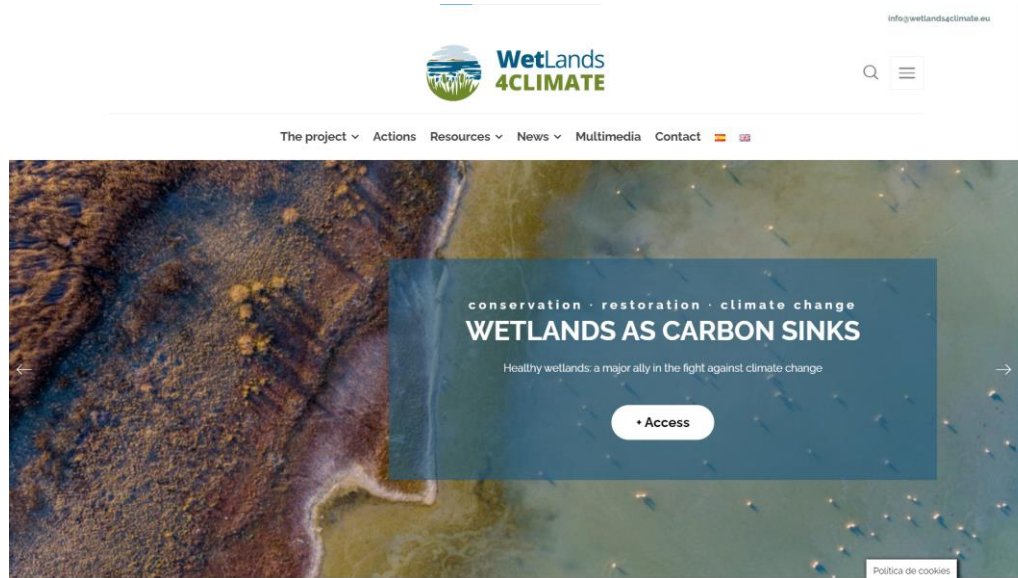 info@wetlands4climate.eu
WetLands
4CLIMATE
The project Actions Resources News Multimedia Contact
conservation · restoration · climate change
WETLANDS AS CARBON SINKS
Healthy wetlands: a major ally in the fight against climate change
+ Access
Política de cookies